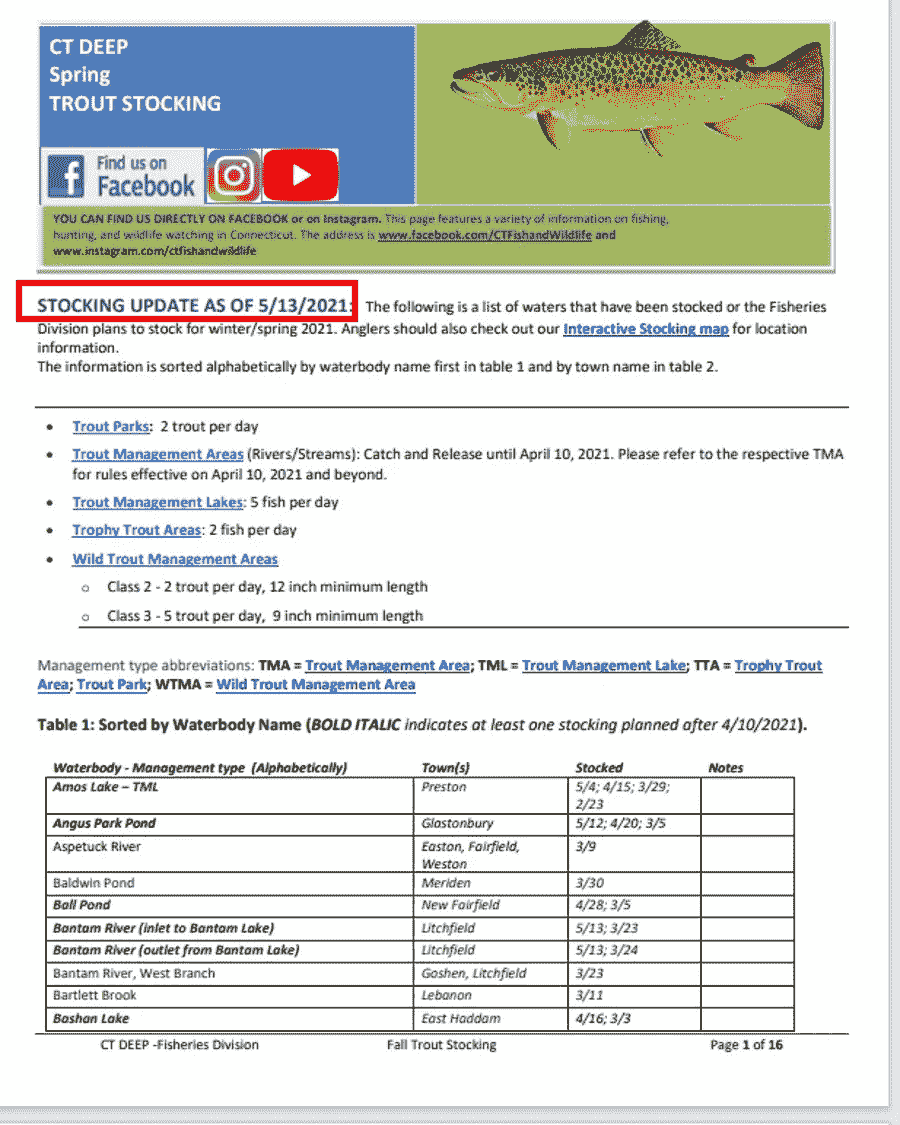 CT DEEP
Spring
TROUT STOCKING
Find us on
Facebook
YOU CAN FIND US DIRECTLY ON FACEBOOK or on Instagram. This page features a variety of information on fishing,
hunting, and wildlife watching in Connecticut. The address is www.facebook.com/CTFishandWildlife and
www.instagram.com/ctfishandwildlife
STOCKING UPDATE AS OF 5/13/2021: The following is a list of waters that have been stocked or the Fisheries
Division plans to stock for winter/spring 2021. Anglers should also check out our Interactive Stocking map for location
information.
The information is sorted alphabetically by waterbody name first in table 1 and by town name in table 2.
• Trout Parks: 2 trout per day
• Trout Management Areas (Rivers/Streams): Catch and Release until April 10, 2021. Please refer to the respective TMA
for rules effective on April 10, 2021 and beyond.
• Trout Management Lakes: 5 fish per day
• Trophy Trout Areas: 2 fish per day
• Wild Trout Management Areas
o Class 2 - 2 trout per day, 12 inch minimum length
o Class 3 - 5 trout per day, 9 inch minimum length
Management type abbreviations: TMA = Trout Management Area; TML = Trout Management Lake; TTA = Trophy Trout
Area; Trout Park; WTMA = Wild Trout Management Area
Table 1: Sorted by Waterbody Name (BOLD ITALIC indicates at least one stocking planned after 4/10/2021).
Waterbody - Management type (Alphabetically) Town(s) Stocked Notes
Amos Lake – TML Preston 5/4; 4/15; 3/29;
2/23
Angus Park Pond Glastonbury 5/12; 4/20; 3/5
Aspetuck River Easton, Fairfield, 3/9
Weston
Baldwin Pond Meriden 3/30
Ball Pond New Fairfield 4/28; 3/5
Bantam River (inlet to Bantam Lake) Litchfield 5/13; 3/23
Bantam River (outlet from Bantam Lake) Litchfield 5/13; 3/24
Bantam River, West Branch Goshen, Litchfield 3/23
Bartlett Brook Lebanon 3/11
Bashan Lake East Haddam 4/16; 3/3
CT DEEP -Fisheries Division Fall Trout Stocking Page 1 of 16